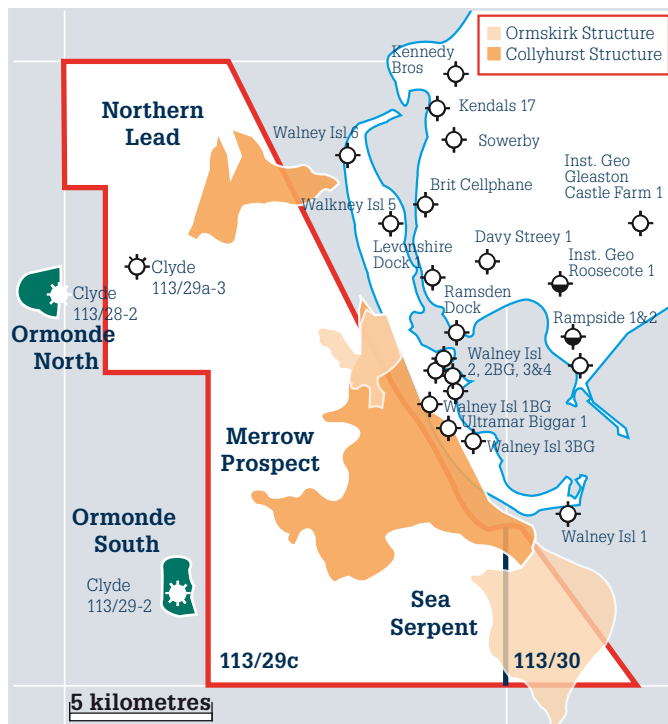 Ormskirk Structure
Collyhurst Structure
Kennedy
Bros
Kendals 17
Northern
Lead
Walney Isl 6
Sowerby
Inst. Geo
Gleaston
Castle Farm 1
Brit Cellphane
Walkney Isl 5
Levonshire
Dock 1
Davy Streey 1
Inst. Geo
Roosecote 1
Clyde
113/29a-3
Clyde
113/28-2
Ormonde
North
Ramsden
Dock
Rampside 1&2
Walney Isl
2, 2BG, 3&4
Walney Isl 1BG
Ultramar Biggar 1
Walney Isl 3BG
Merrow
Prospect
Ormonde
South
Walney Isl 1
Clyde
113/29-2
Sea
Serpent
113/29c
113/30
5 kilometres